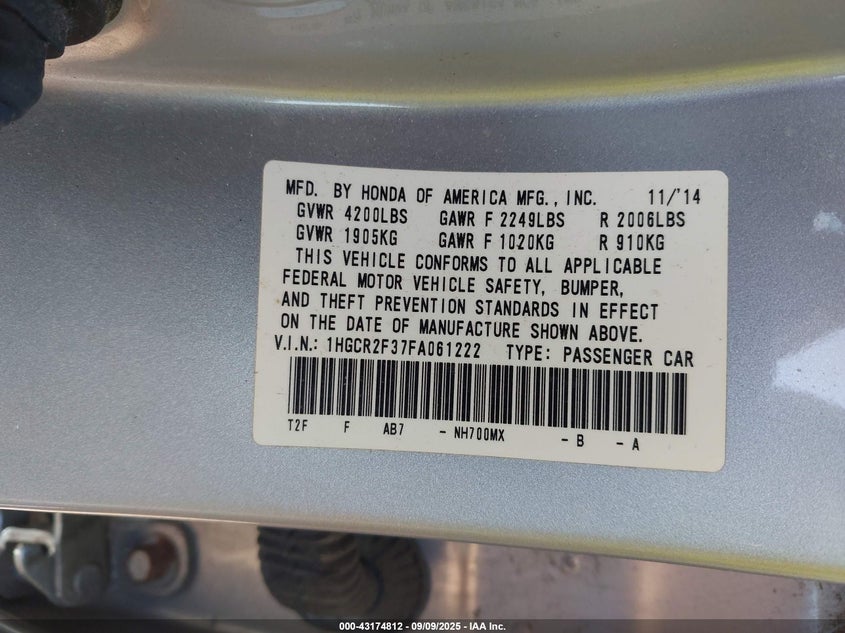 MFD. BY HONDA OF AMERICA MFG., INC. 11/'14
GVWR 4200LBS GAWR F 2249LBS R 2006LBS
GVWR 1905KG GAWR F 1020KG R 910KG
THIS VEHICLE CONFORMS TO ALL APPLICABLE
FEDERAL MOTOR VEHICLE SAFETY, BUMPER,
AND THEFT PREVENTION STANDARDS IN EFFECT
ON THE DATE OF MANUFACTURE SHOWN ABOVE.
V.I.N.: 1HGCR2F37FA061222 TYPE: PASSENGER CAR
T2F F AB7 - NH700MX - B - A
000-43174812 - 09/09/2025 - IAA Inc.